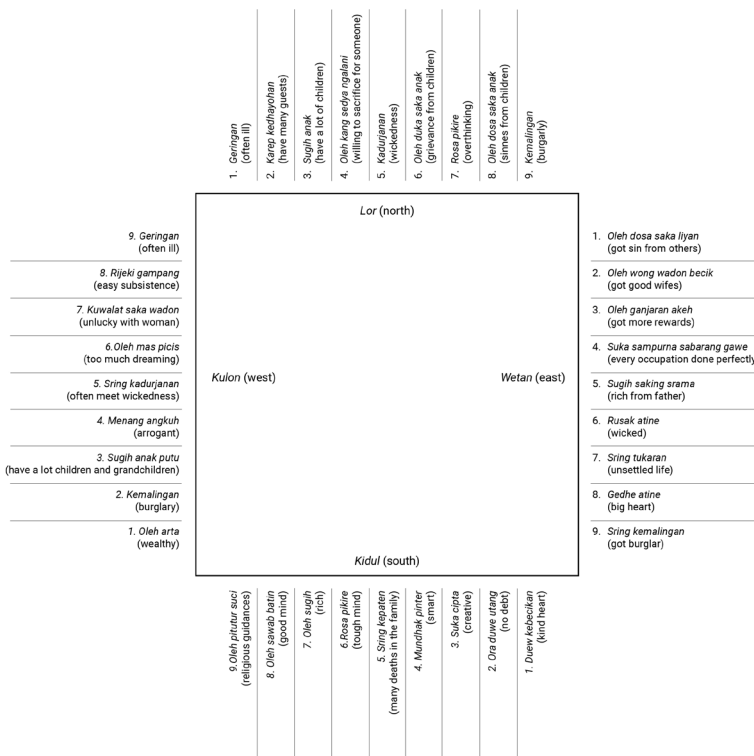 1. Geringan
(often ill)
2. Karep kedhayohan
(have many guests)
3. Sugih anak
(have a lot of children)
4. Oleh kang sedya ngalani
(willing to sacrifice for someone)
5. Kadurjanan
(wickedness)
6. Oleh duka saka anak
(grievance from children)
7. Rosa pikire
(overthinking)
8. Oleh dosa saka anak
(sinnes from children)
9. Kemalingan
(burgarly)
Lor (north)
9. Geringan
(often ill)
8. Rijeki gampang
(easy subsistence)
7. Kuwalat saka wadon
(unlucky with woman)
6.Oleh mas picis
(too much dreaming)
5. Sring kadurjanan
(often meet wickedness)
4. Menang angkuh
(arrogant)
3. Sugih anak putu
(have a lot children and grandchildren)
2. Kemalingan
(burglary)
1. Oleh arta
(wealthy)
Kulon (west)
Wetan (east)
1. Oleh dosa saka liyan
(got sin from others)
2. Oleh wong wadon becik
(got good wifes)
3. Oleh ganjaran akeh
(got more rewards)
4. Suka sampurna sabarang gawe
(every occupation done perfectly
5. Sugih saking srama
(rich from father)
6. Rusak atine
(wicked)
7. Sring tukaran
(unsettled life)
8. Gedhe atine
(big heart)
9. Sring kemalingan
(got burglar)
Kidul (south)
9.Oleh pitutur suci
(religious guidances)
8. Oleh sawab batin
(good mind)
7. Oleh sugih
(rich)
6.Rosa pikire
(tough mind)
5. Sring kepaten
(many deaths in the family)
4. Mundhak pinter
(smart)
3. Suka cipta
(creative)
2. Ora duwe utang
(no debt)
1. Duew kebecikan
(kind heart)